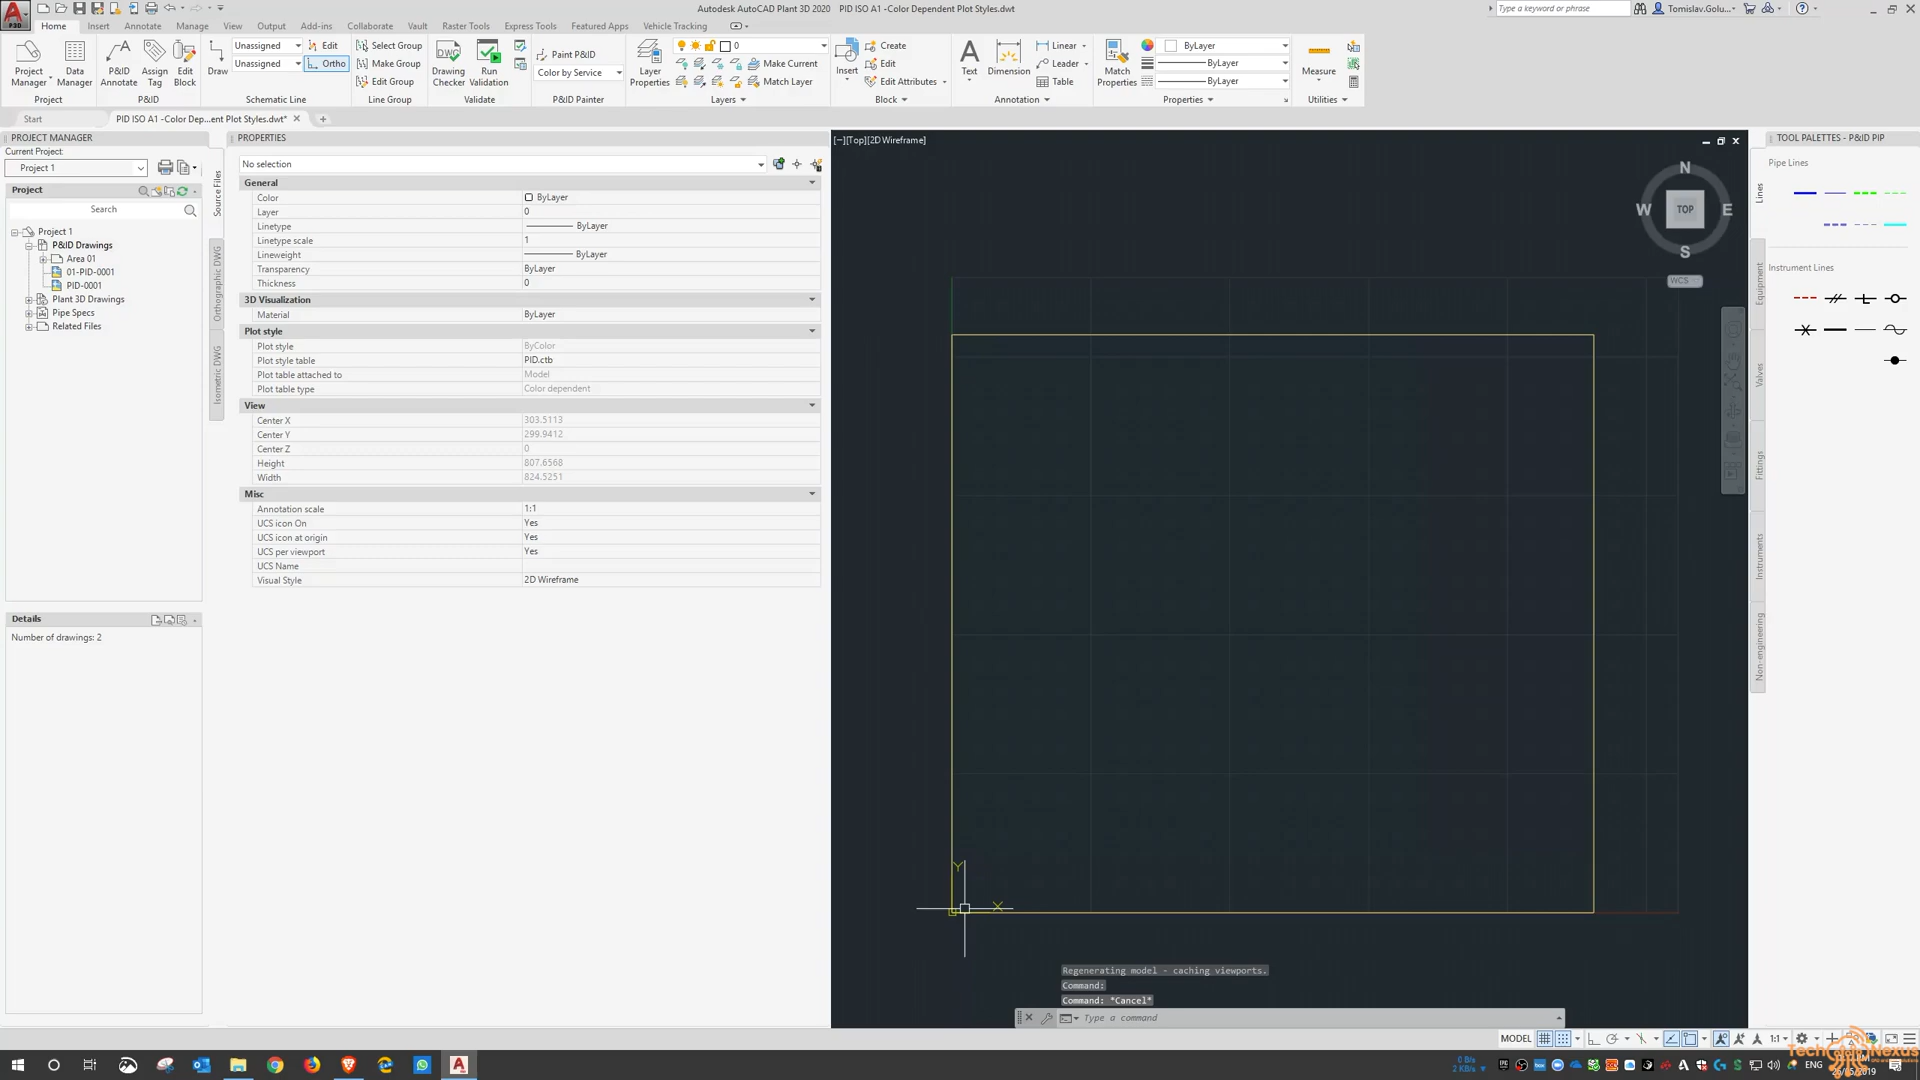 Autodesk AutoCAD Plant 3D 2020 PID ISO A1 -Color Dependent Plot Styles.dwt
Type a keyword or phrase
Tomislav.Golu...
Home Insert Annotate Manage View Output Add-ins Collaborate Vault Raster Tools Express Tools Featured Apps Vehicle Tracking
Project Manager
Data Manager
Project
P&ID Annotate
Assign Tag
Edit Block
P&ID
Draw
Unassigned
Unassigned
Edit
Ortho
Schematic Line
Select Group
Make Group
Edit Group
Line Group
Drawing Checker
Run Validation
Validate
Paint P&ID
Color by Service
P&ID Painter
Layer Properties
0
Make Current
Match Layer
Layers
Insert
Create
Edit
Edit Attributes
Block
Text
Dimension
Linear
Leader
Table
Annotation
Match Properties
ByLayer
ByLayer
ByLayer
Properties
Measure
Utilities
Start
PID ISO A1 -Color Dep...ent Plot Styles.dwt*
PROJECT MANAGER
Current Project:
Project 1
Project
Search
Project 1
P&ID Drawings
Area 01
01-PID-0001
PID-0001
Plant 3D Drawings
Pipe Specs
Related Files
Source Files
Orthographic DWG
Isometric DWG
Details
Number of drawings: 2
PROPERTIES
No selection
General
Color ByLayer
Layer 0
Linetype ByLayer
Linetype scale 1
Lineweight ByLayer
Transparency ByLayer
Thickness 0
3D Visualization
Material ByLayer
Plot style
Plot style ByColor
Plot style table PID.ctb
Plot table attached to Model
Plot table type Color dependent
View
Center X 303.5113
Center Y 299.9412
Center Z 0
Height 807.6568
Width 824.5251
Misc
Annotation scale 1:1
UCS icon On Yes
UCS icon at origin Yes
UCS per viewport Yes
UCS Name
Visual Style 2D Wireframe
[−][Top][2D Wireframe]
N
W TOP E
S
WCS
Y
X
Regenerating model - caching viewports.
Command:
Command: *Cancel*
Type a command
TOOL PALETTES - P&ID PIP
Pipe Lines
Instrument Lines
Lines
Equipment
Valves
Fittings
Instruments
Non-engineering
MODEL
1:1
0 B/s
2 KB/s
ENG